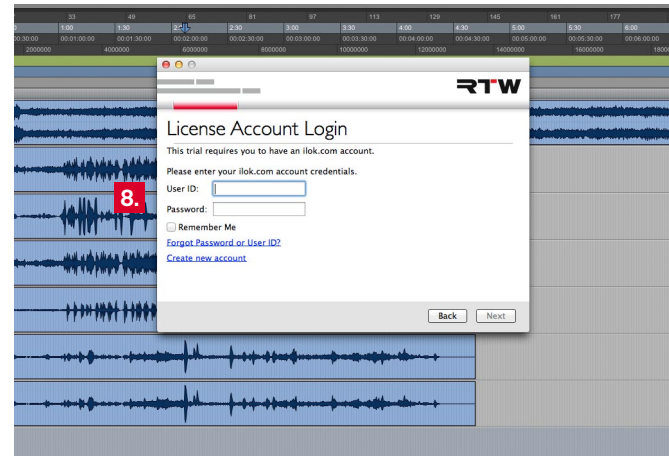 33 49 65 81 97 113 129 145 161 177
1:00 1:30 2:00 2:30 3:00 3:30 4:00 4:30 5:00 5:30 6:00
00:30:00 00:01:00:00 00:01:30:00 00:02:00:00 00:02:30:00 00:03:00:00 00:03:30:00 00:04:00:00 00:04:30:00 00:05:00:00 00:05:30:00 00:06:00:00
2000000 4000000 6000000 8000000 10000000 12000000 14000000 16000000
RTW
License Account Login
This trial requires you to have an ilok.com account.
Please enter your ilok.com account credentials.
User ID:
8.
Password:
Remember Me
Forgot Password or User ID?
Create new account
Back Next